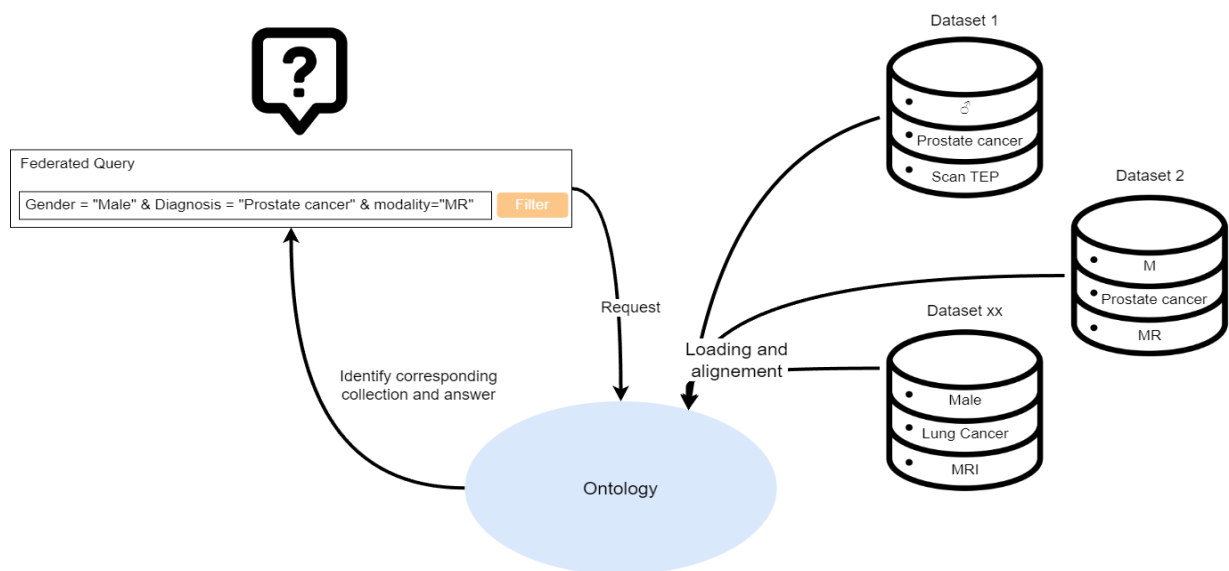 ?
Federated Query
Gender = "Male" & Diagnosis = "Prostate cancer" & modality="MR"
Filter
Request
Identify corresponding
collection and answer
Ontology
Loading and
alignement
Dataset 1
♂
Prostate cancer
Scan TEP
Dataset 2
M
Prostate cancer
MR
Dataset xx
Male
Lung Cancer
MRI